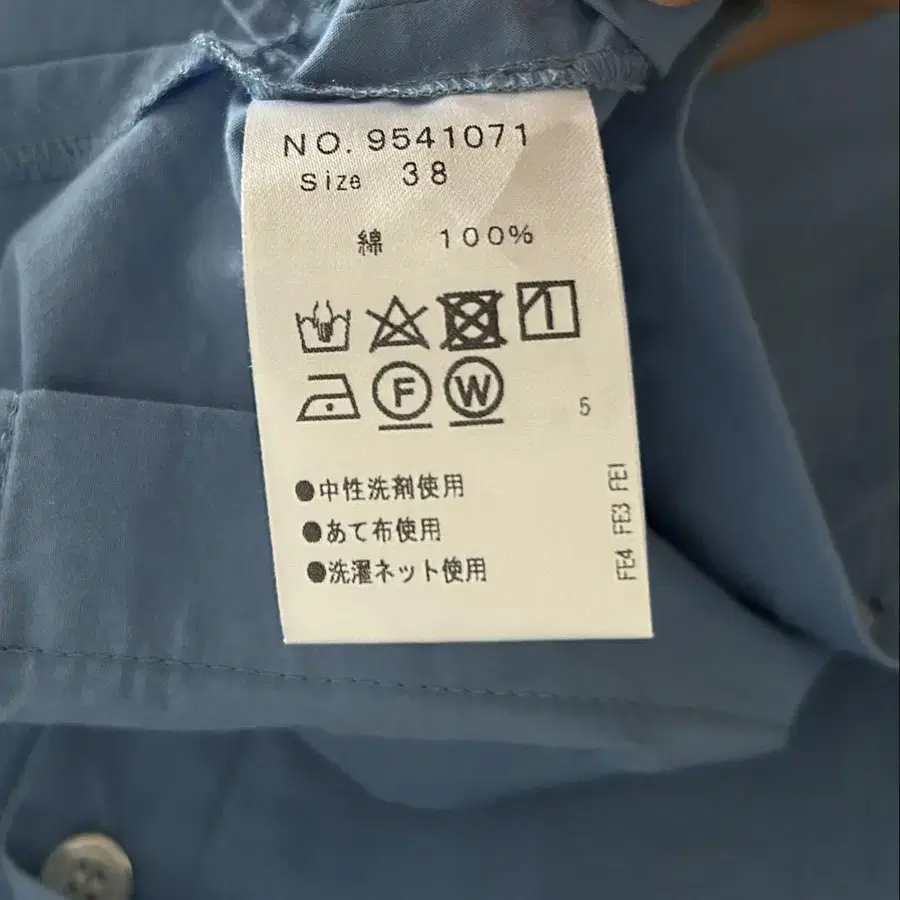 NO. 9541071
Size 38
綿 100%
F W
5
●中性洗剤使用
●あて布使用
●洗濯ネット使用
FE4 FE3 FE1